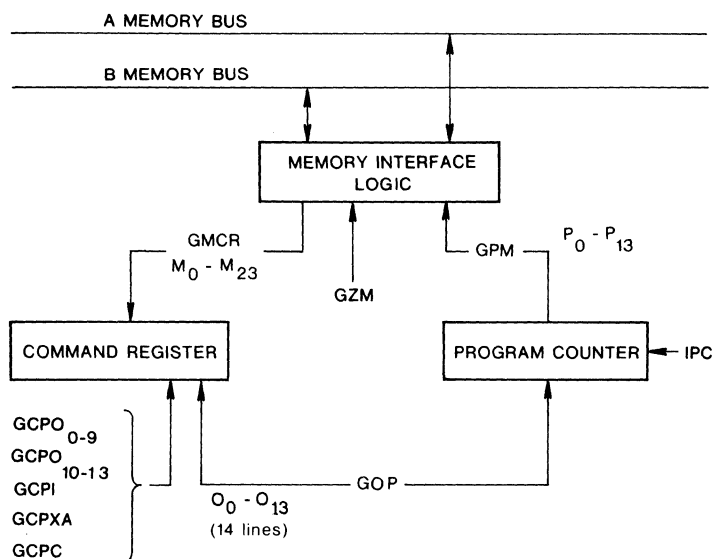 A MEMORY BUS
B MEMORY BUS
MEMORY INTERFACE
LOGIC
GMCR
M0 - M23
GZM
GPM
P0 - P13
COMMAND REGISTER
PROGRAM COUNTER
IPC
GCPO0-9
GCPO10-13
GCPI
GCPXA
GCPC
O0 - O13
(14 lines)
GOP